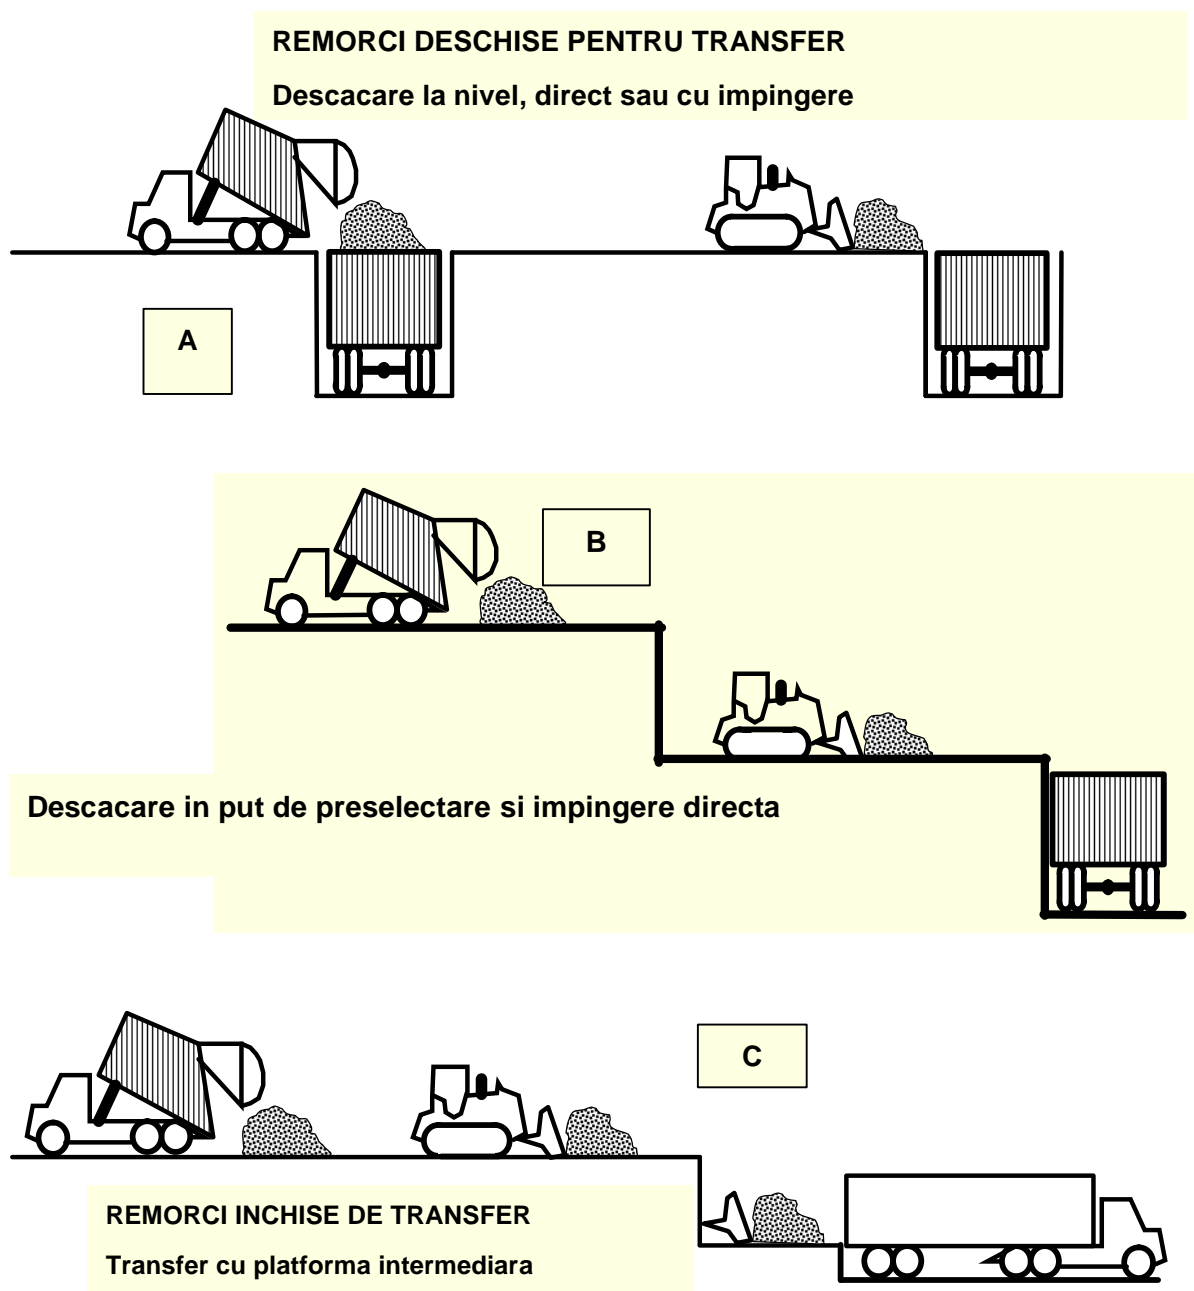 REMORCI DESCHISE PENTRU TRANSFER
Descacare la nivel, direct sau cu impingere
A
B
Descacare in put de preselectare si impingere directa
C
REMORCI INCHISE DE TRANSFER
Transfer cu platforma intermediara